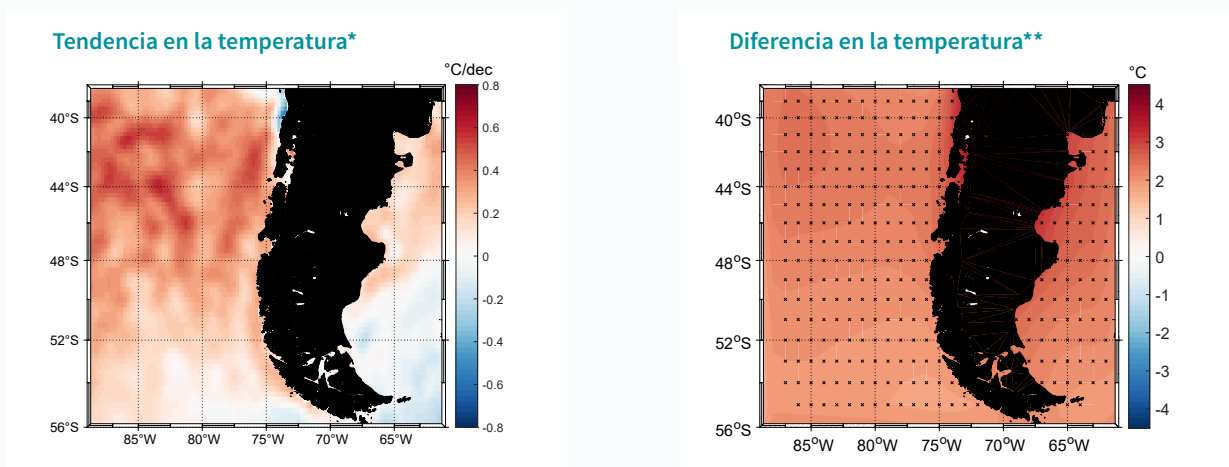 Tendencia en la temperatura*
°C/dec
0.8
0.6
0.4
0.2
0
-0.2
-0.4
-0.6
-0.8
40°S
44°S
48°S
52°S
56°S
85°W 80°W 75°W 70°W 65°W
Diferencia en la temperatura**
°C
4
3
2
1
0
-1
-2
-3
-4
40°S
44°S
48°S
52°S
56°S
85°W 80°W 75°W 70°W 65°W